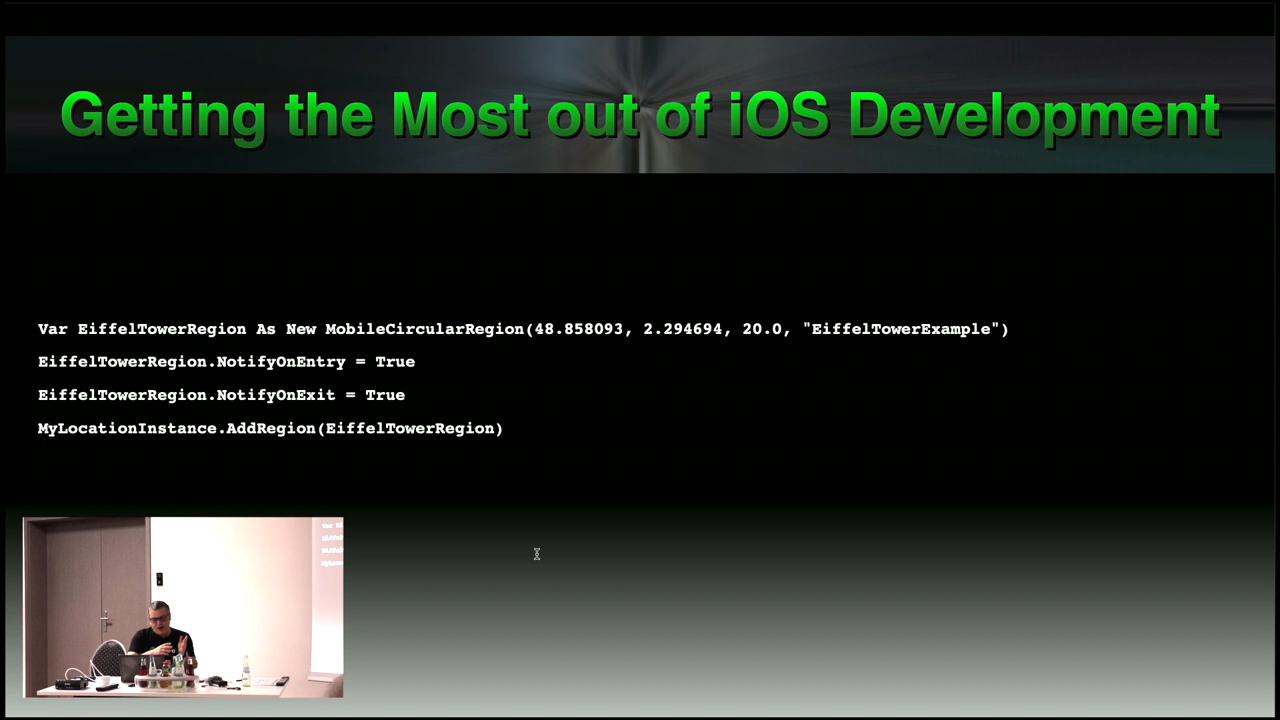 Getting the Most out of iOS Development
Var EiffelTowerRegion As New MobileCircularRegion(48.858093, 2.294694, 20.0, "EiffelTowerExample")
EiffelTowerRegion.NotifyOnEntry = True
EiffelTowerRegion.NotifyOnExit = True
MyLocationInstance.AddRegion(EiffelTowerRegion)